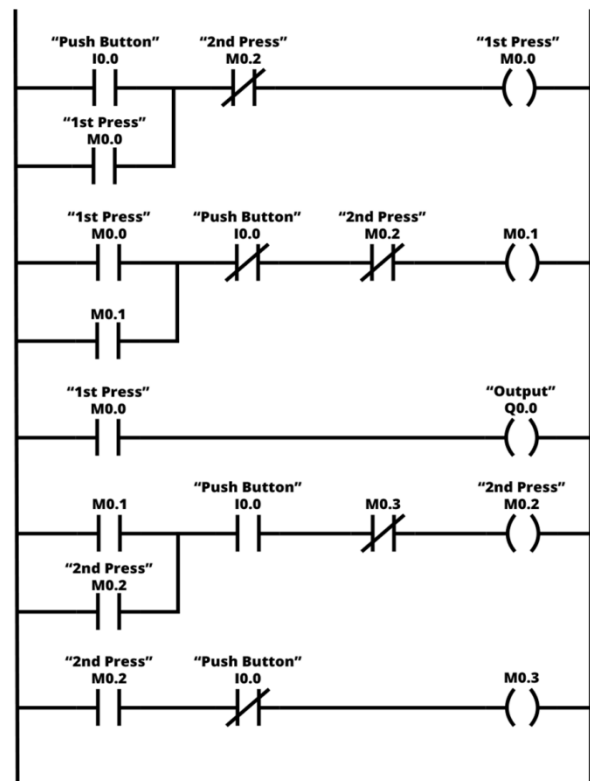 “Push Button” “2nd Press” “1st Press”
I0.0 M0.2 M0.0
“1st Press”
M0.0
“1st Press” “Push Button” “2nd Press”
M0.0 I0.0 M0.2 M0.1
M0.1
“1st Press” “Output”
M0.0 Q0.0
“Push Button” “2nd Press”
M0.1 I0.0 M0.3 M0.2
“2nd Press”
M0.2
“2nd Press” “Push Button”
M0.2 I0.0 M0.3